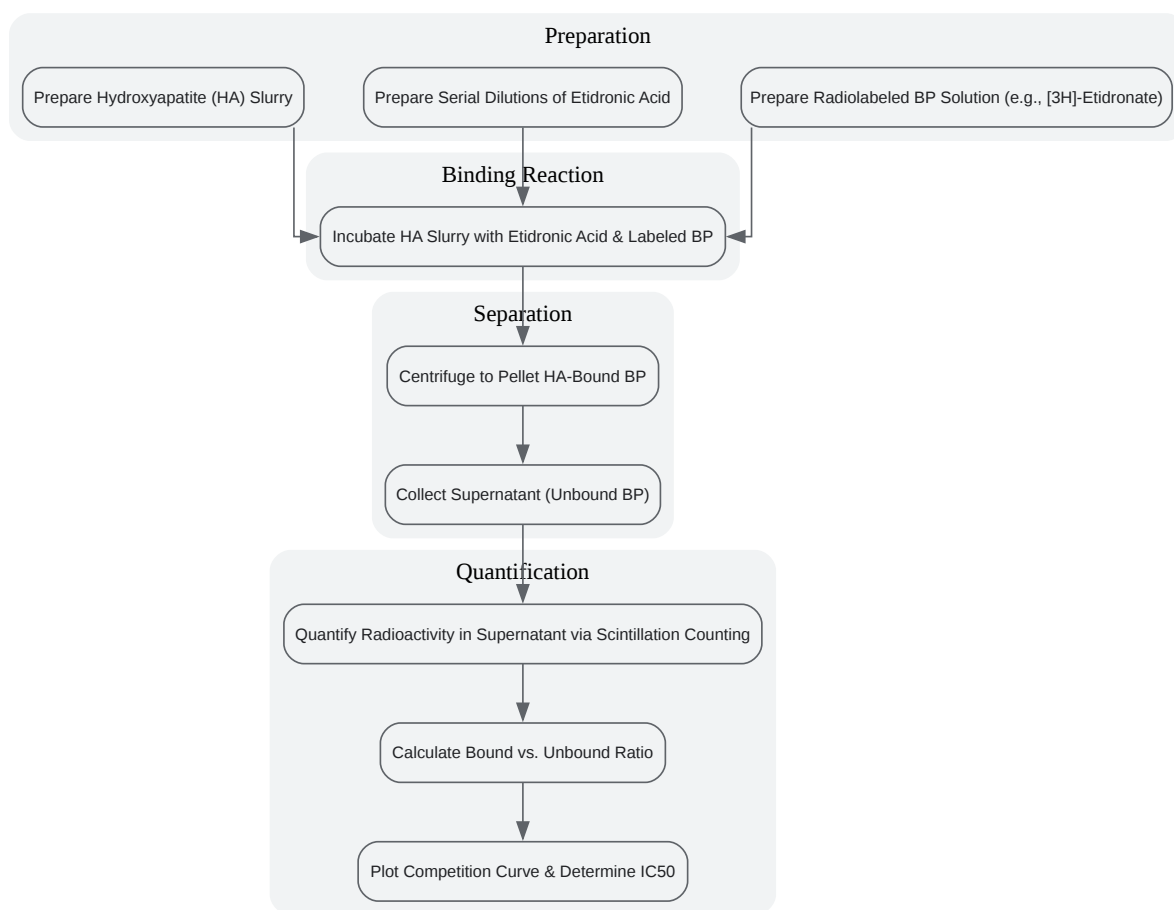 Preparation
Prepare Hydroxyapatite (HA) Slurry
Prepare Serial Dilutions of Etidronic Acid
Prepare Radiolabeled BP Solution (e.g., [3H]-Etidronate)
Binding Reaction
Incubate HA Slurry with Etidronic Acid & Labeled BP
Separation
Centrifuge to Pellet HA-Bound BP
Collect Supernatant (Unbound BP)
Quantification
Quantify Radioactivity in Supernatant via Scintillation Counting
Calculate Bound vs. Unbound Ratio
Plot Competition Curve & Determine IC50